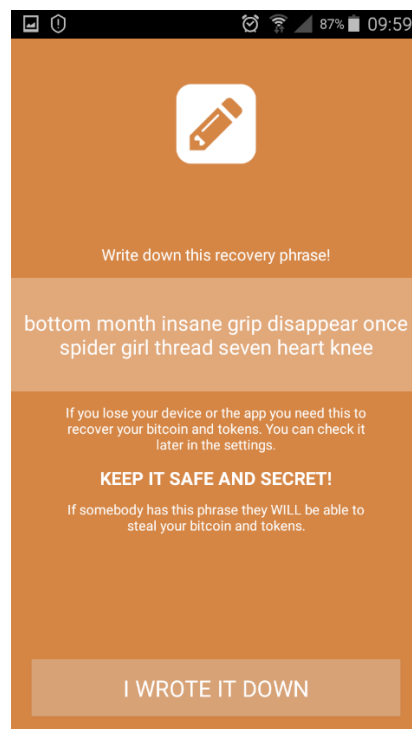 87% 09:59
Write down this recovery phrase!
bottom month insane grip disappear once
spider girl thread seven heart knee
If you lose your device or the app you need this to
recover your bitcoin and tokens. You can check it
later in the settings.
KEEP IT SAFE AND SECRET!
If somebody has this phrase they WILL be able to
steal your bitcoin and tokens.
I WROTE IT DOWN